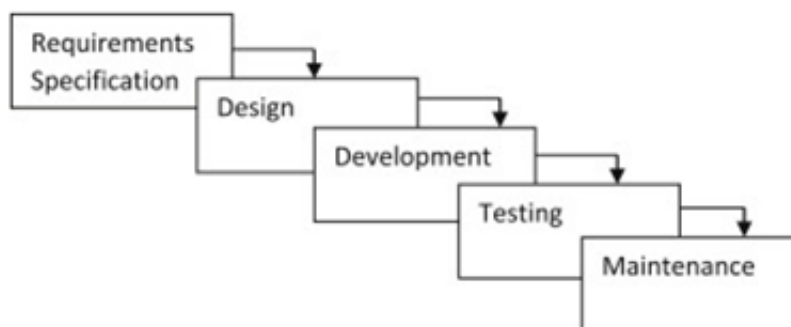 Requirements
Specification
Design
Development
Testing
Maintenance